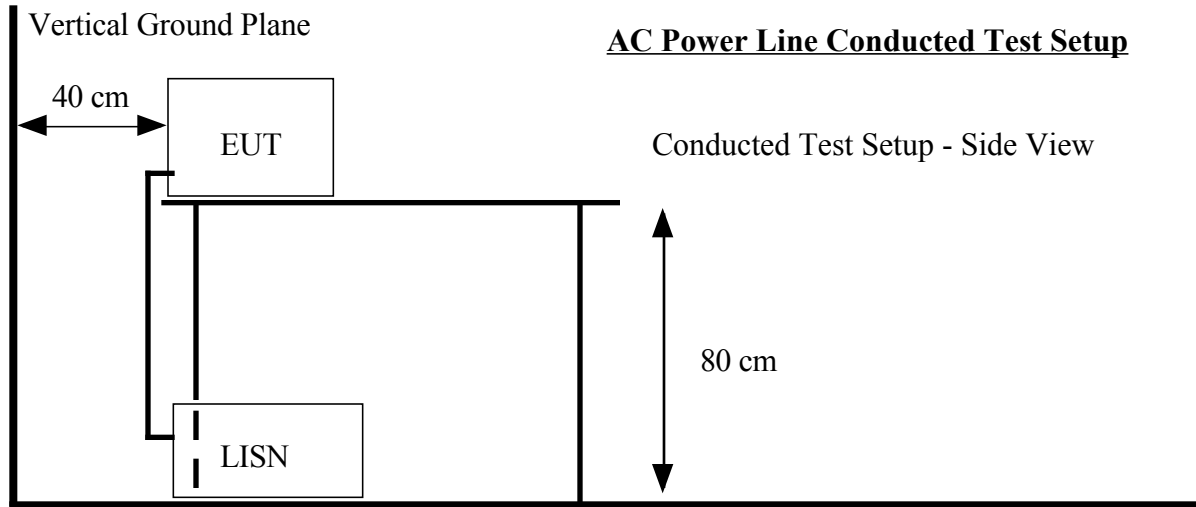 Vertical Ground Plane
AC Power Line Conducted Test Setup
40 cm
EUT
Conducted Test Setup - Side View
80 cm
LISN